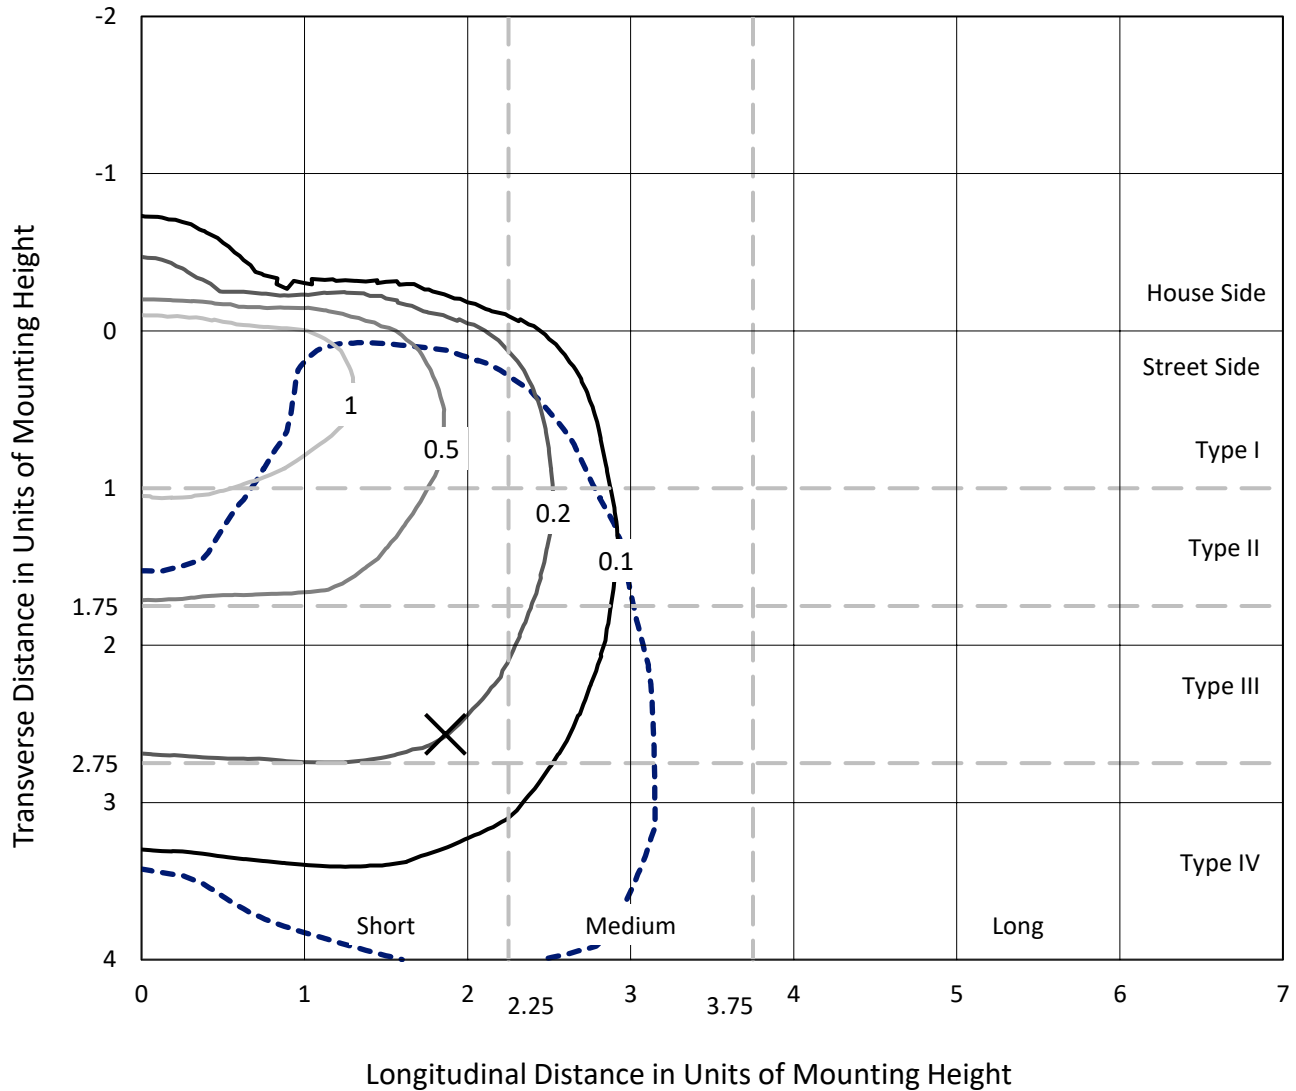 -2
-1
House Side
0
Street Side
1
0.5
Type I
1
0.2
Type II
0.1
1.75
2
Type III
2.75
3
Type IV
Short
Medium
Long
4
0
1
2
2.25
3
3.75
4
5
6
7
Transverse Distance in Units of Mounting Height
Longitudinal Distance in Units of Mounting Height